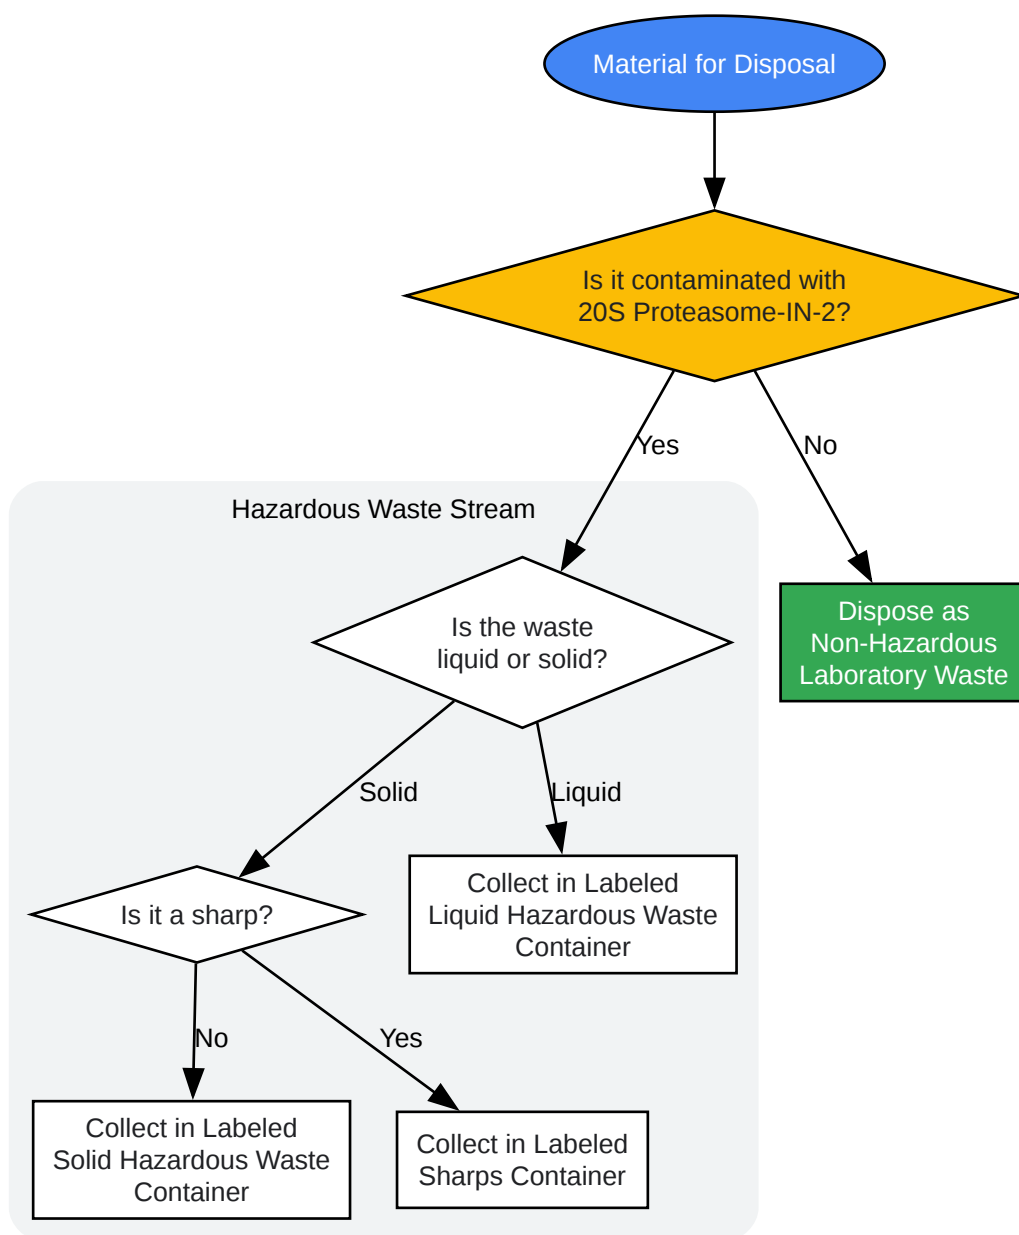 Material for Disposal
Is it contaminated with
20S Proteasome-IN-2?
Yes
No
Hazardous Waste Stream
Is the waste
liquid or solid?
Dispose as
Non-Hazardous
Laboratory Waste
Solid
Liquid
Is it a sharp?
Collect in Labeled
Liquid Hazardous Waste
Container
No
Yes
Collect in Labeled
Solid Hazardous Waste
Container
Collect in Labeled
Sharps Container